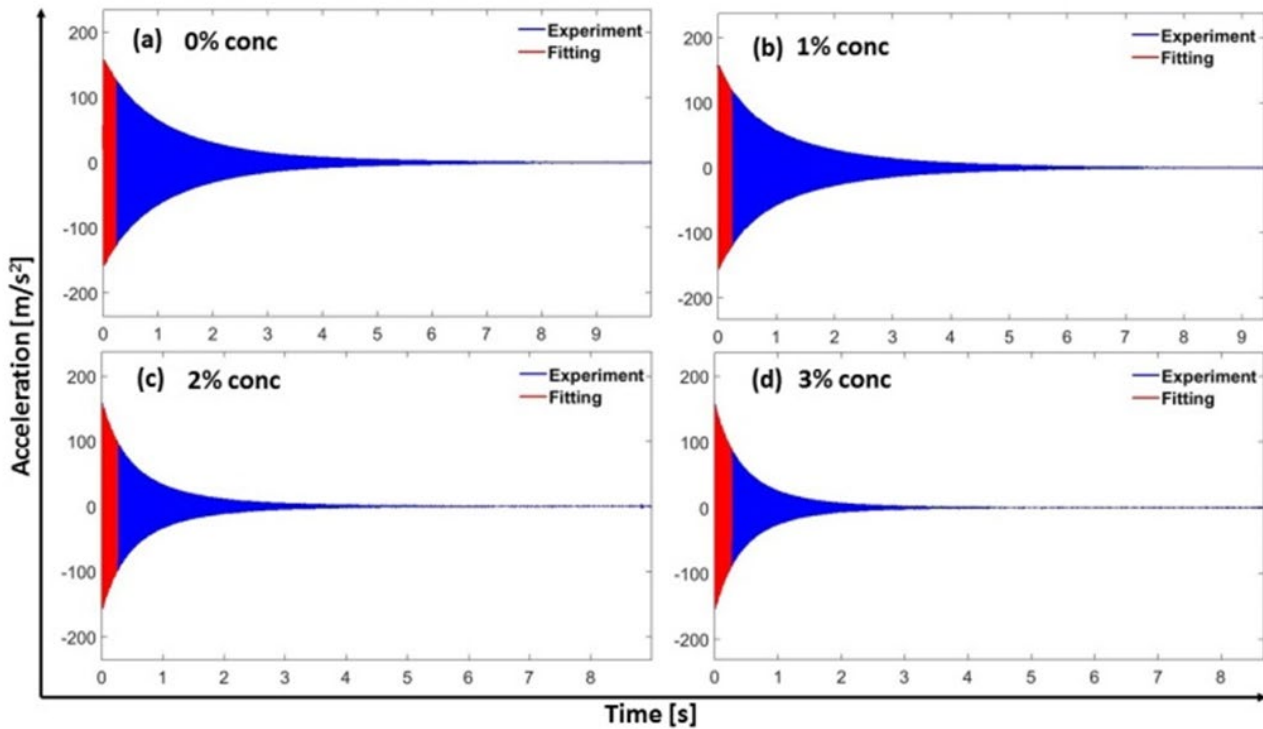 (a) 0% conc
Experiment
Fitting
200
100
0
-100
-200
0 1 2 3 4 5 6 7 8 9
(b) 1% conc
Experiment
Fitting
200
100
0
-100
-200
0 1 2 3 4 5 6 7 8 9
(c) 2% conc
Experiment
Fitting
200
100
0
-100
-200
0 1 2 3 4 5 6 7 8
(d) 3% conc
Experiment
Fitting
200
100
0
-100
-200
0 1 2 3 4 5 6 7 8
Acceleration [m/s²]
Time [s]